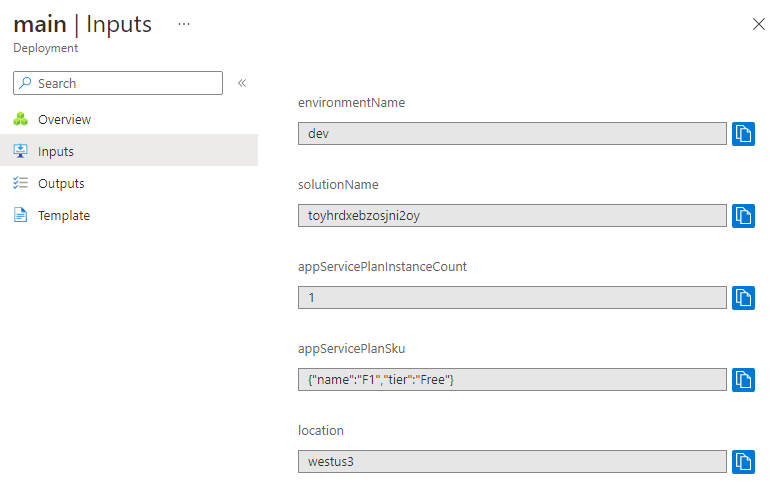 main | Inputs ...
Deployment
Search «
Overview
Inputs
Outputs
Template
environmentName
dev
solutionName
toyhrdxebzosjni2oy
appServicePlanInstanceCount
1
appServicePlanSku
{"name":"F1","tier":"Free"}
location
westus3